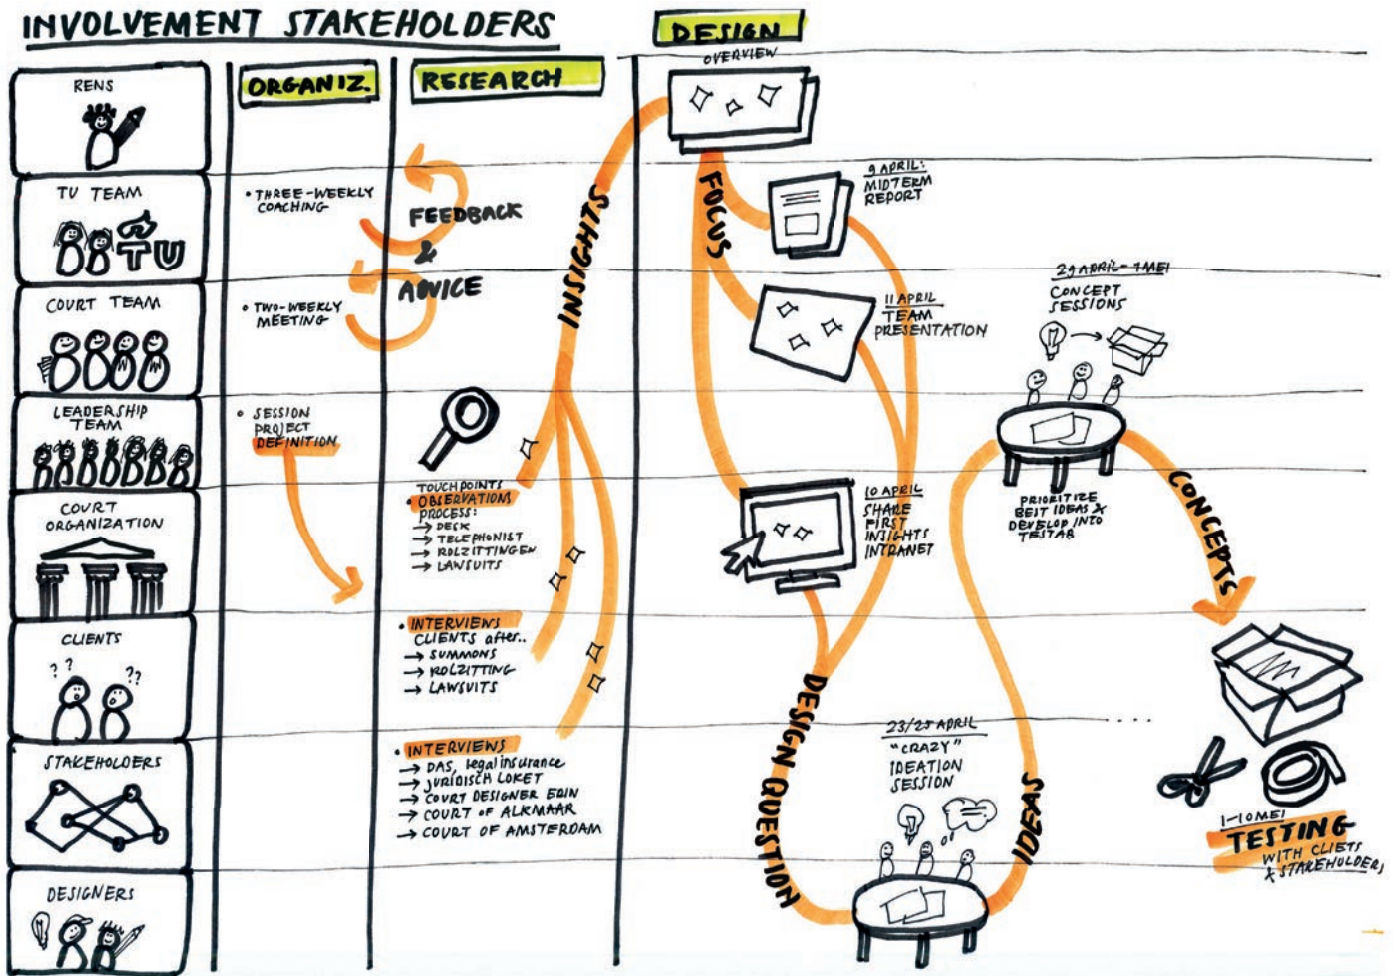 INVOLVEMENT STAKEHOLDERS
DESIGN
OVERVIEW
ORGANIZ.
RESEARCH
RENS
TU TEAM
TU
• THREE-WEEKLY
COACHING
FEEDBACK
&
ADVICE
INSIGHTS
FOCUS
9 APRIL:
MIDTERM
REPORT
COURT TEAM
• TWO-WEEKLY
MEETING
11 APRIL
TEAM
PRESENTATION
29 APRIL - 7 MEI
CONCEPT
SESSIONS
LEADERSHIP
TEAM
• SESSION
PROJECT
DEFINITION
COURT
ORGANIZATION
TOUCHPOINTS
• OBSERVATIONS
PROCESS:
→ DESK
→ TELEPHONIST
→ ROLZITTINGEN
→ LAWSUITS
10 APRIL
SHARE
FIRST
INSIGHTS
INTRANET
PRIORITIZE
BEST IDEAS &
DEVELOP INTO
TESTAB
CONCEPTS
CLIENTS
? ?
??
• INTERVIEWS
CLIENTS after..
→ SUMMONS
→ ROLZITTING
→ LAWSUITS
DESIGN QUESTION
STAKEHOLDERS
• INTERVIEWS
→ DAS, legal insurance
→ JURIDISCH LOKET
→ COURT DESIGNER EDIN
→ COURT OF ALKMAAR
→ COURT OF AMSTERDAM
23/25 APRIL
"CRAZY"
IDEATION
SESSION
IDEAS
....
1-10 MEI
TESTING
WITH CLIETS
& STAKEHOLDERS
DESIGNERS